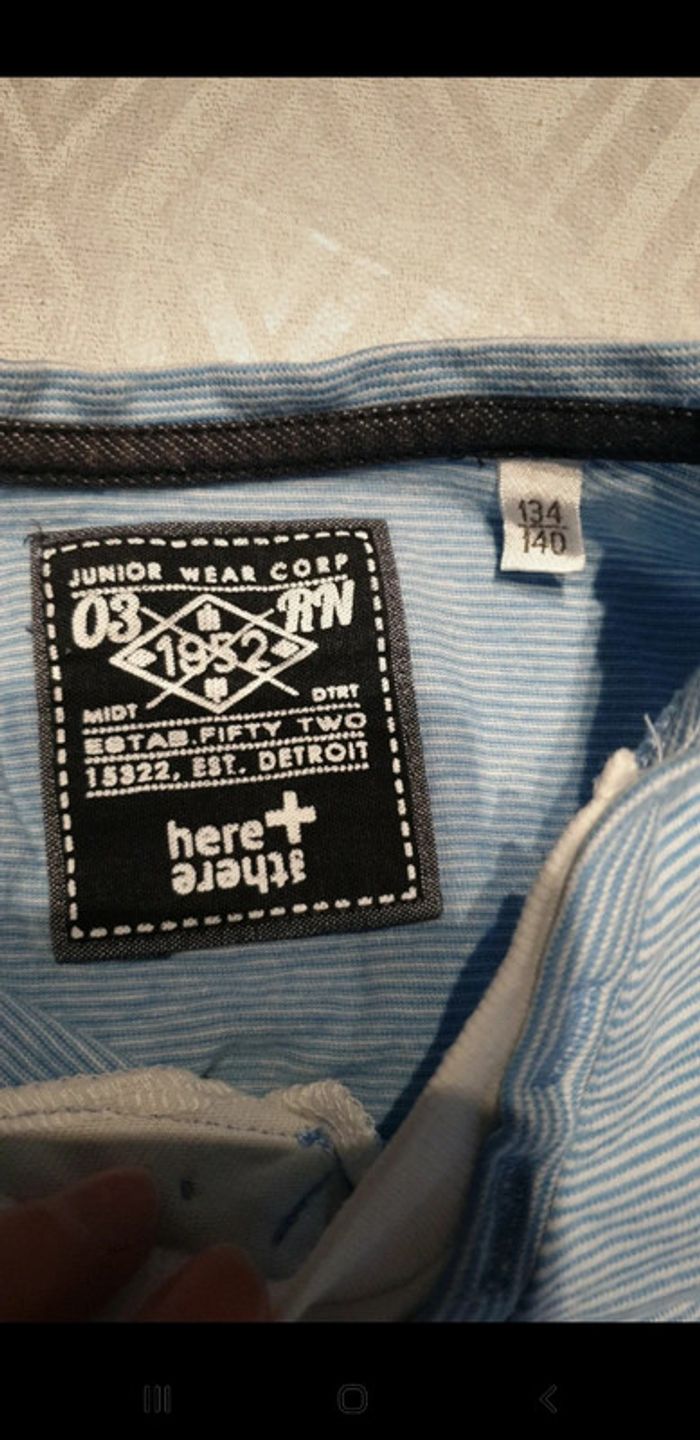 JUNIOR WEAR CORP
03 RN
1952
MIDT DTRT
ESTAB.FIFTY TWO
15322, EST. DETROIT
here+
there
134
140